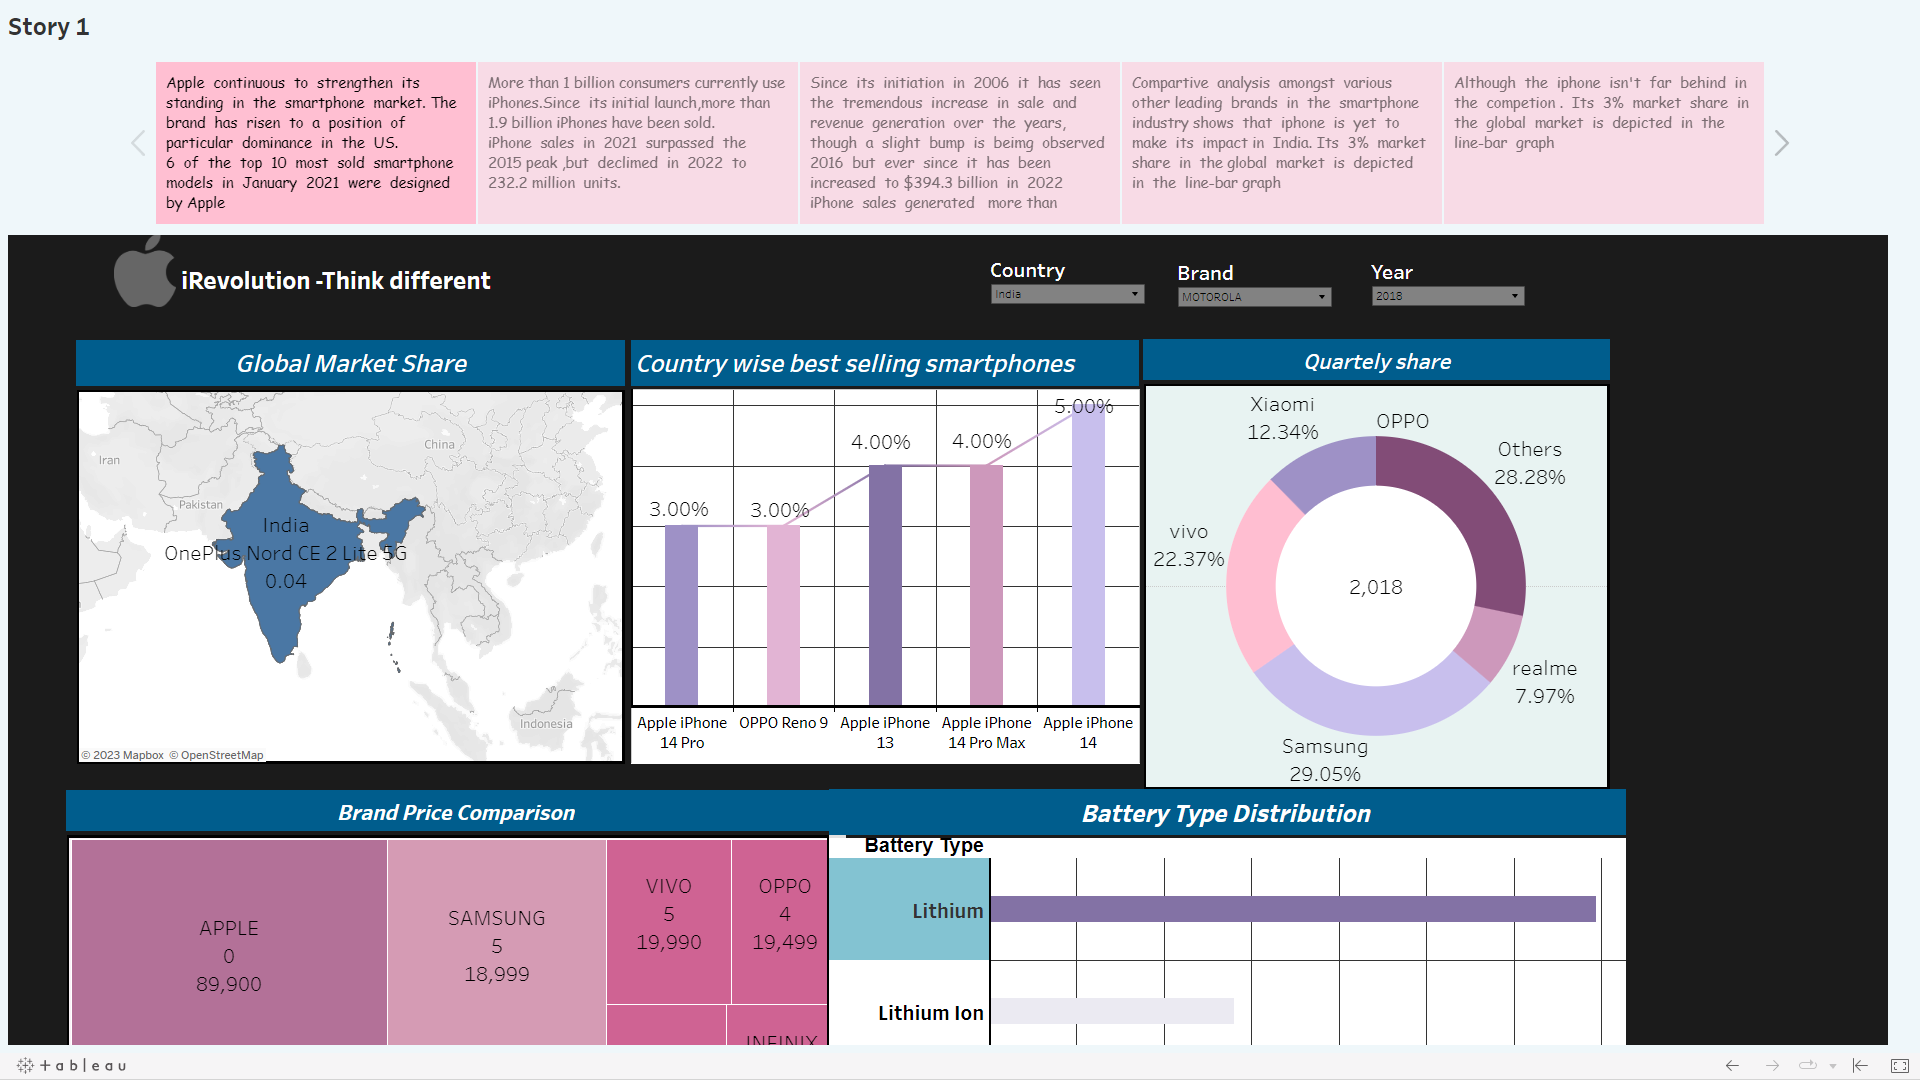 Story 1
Apple continuous to strengthen its
standing in the smartphone market. The
brand has risen to a position of
particular dominance in the US.
6 of the top 10 most sold smartphone
models in January 2021 were designed
by Apple
More than 1 billion consumers currently use
iPhones.Since its initial launch,more than
1.9 billion iPhones have been sold.
iPhone sales in 2021 surpassed the
2015 peak ,but declimed in 2022 to
232.2 million units.
Since its initiation in 2006 it has seen
the tremendous increase in sale and
revenue generation over the years,
though a slight bump is beimg observed
2016 but ever since it has been
increased to $394.3 billion in 2022
iPhone sales generated more than
Compartive analysis amongst various
other leading brands in the smartphone
industry shows that iphone is yet to
make its impact in India. Its 3% market
share in the global market is depicted
in the line-bar graph
Although the iphone isn't far behind in
the competion . Its 3% market share in
the global market is depicted in the
line-bar graph
iRevolution -Think different
Country
India
Brand
MOTOROLA
Year
2018
Global Market Share
Iran
China
Pakistan
India
OnePlus Nord CE 2 Lite 5G
0.04
Indonesia
© 2023 Mapbox © OpenStreetMap
Country wise best selling smartphones
3.00%
3.00%
4.00%
4.00%
5.00%
Apple iPhone
14 Pro
OPPO Reno 9
Apple iPhone
13
Apple iPhone
14 Pro Max
Apple iPhone
14
Quartely share
Xiaomi
12.34%
OPPO
Others
28.28%
vivo
22.37%
2,018
realme
7.97%
Samsung
29.05%
Brand Price Comparison
APPLE
0
89,900
SAMSUNG
5
18,999
VIVO
5
19,990
OPPO
4
19,499
INFINIX
Battery Type Distribution
Battery Type
Lithium
Lithium Ion
+ableau